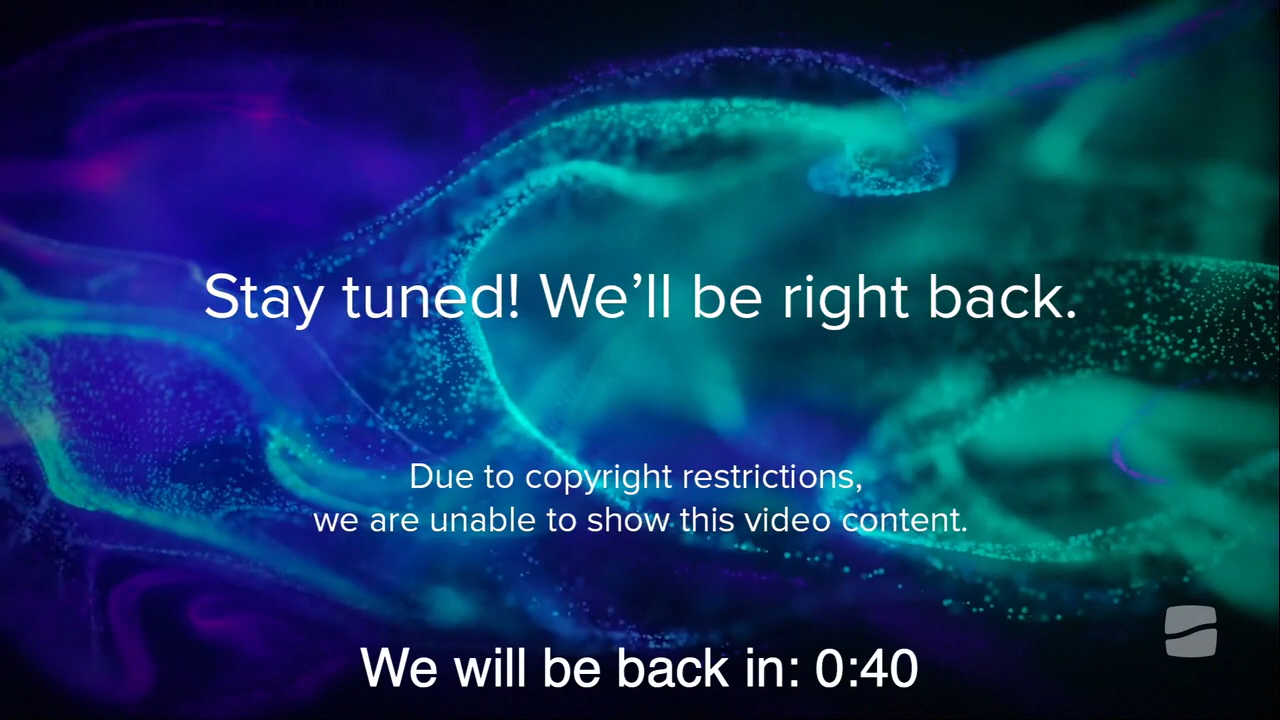 Stay tuned! We’ll be right back.
Due to copyright restrictions,
we are unable to show this video content.
We will be back in: 0:40